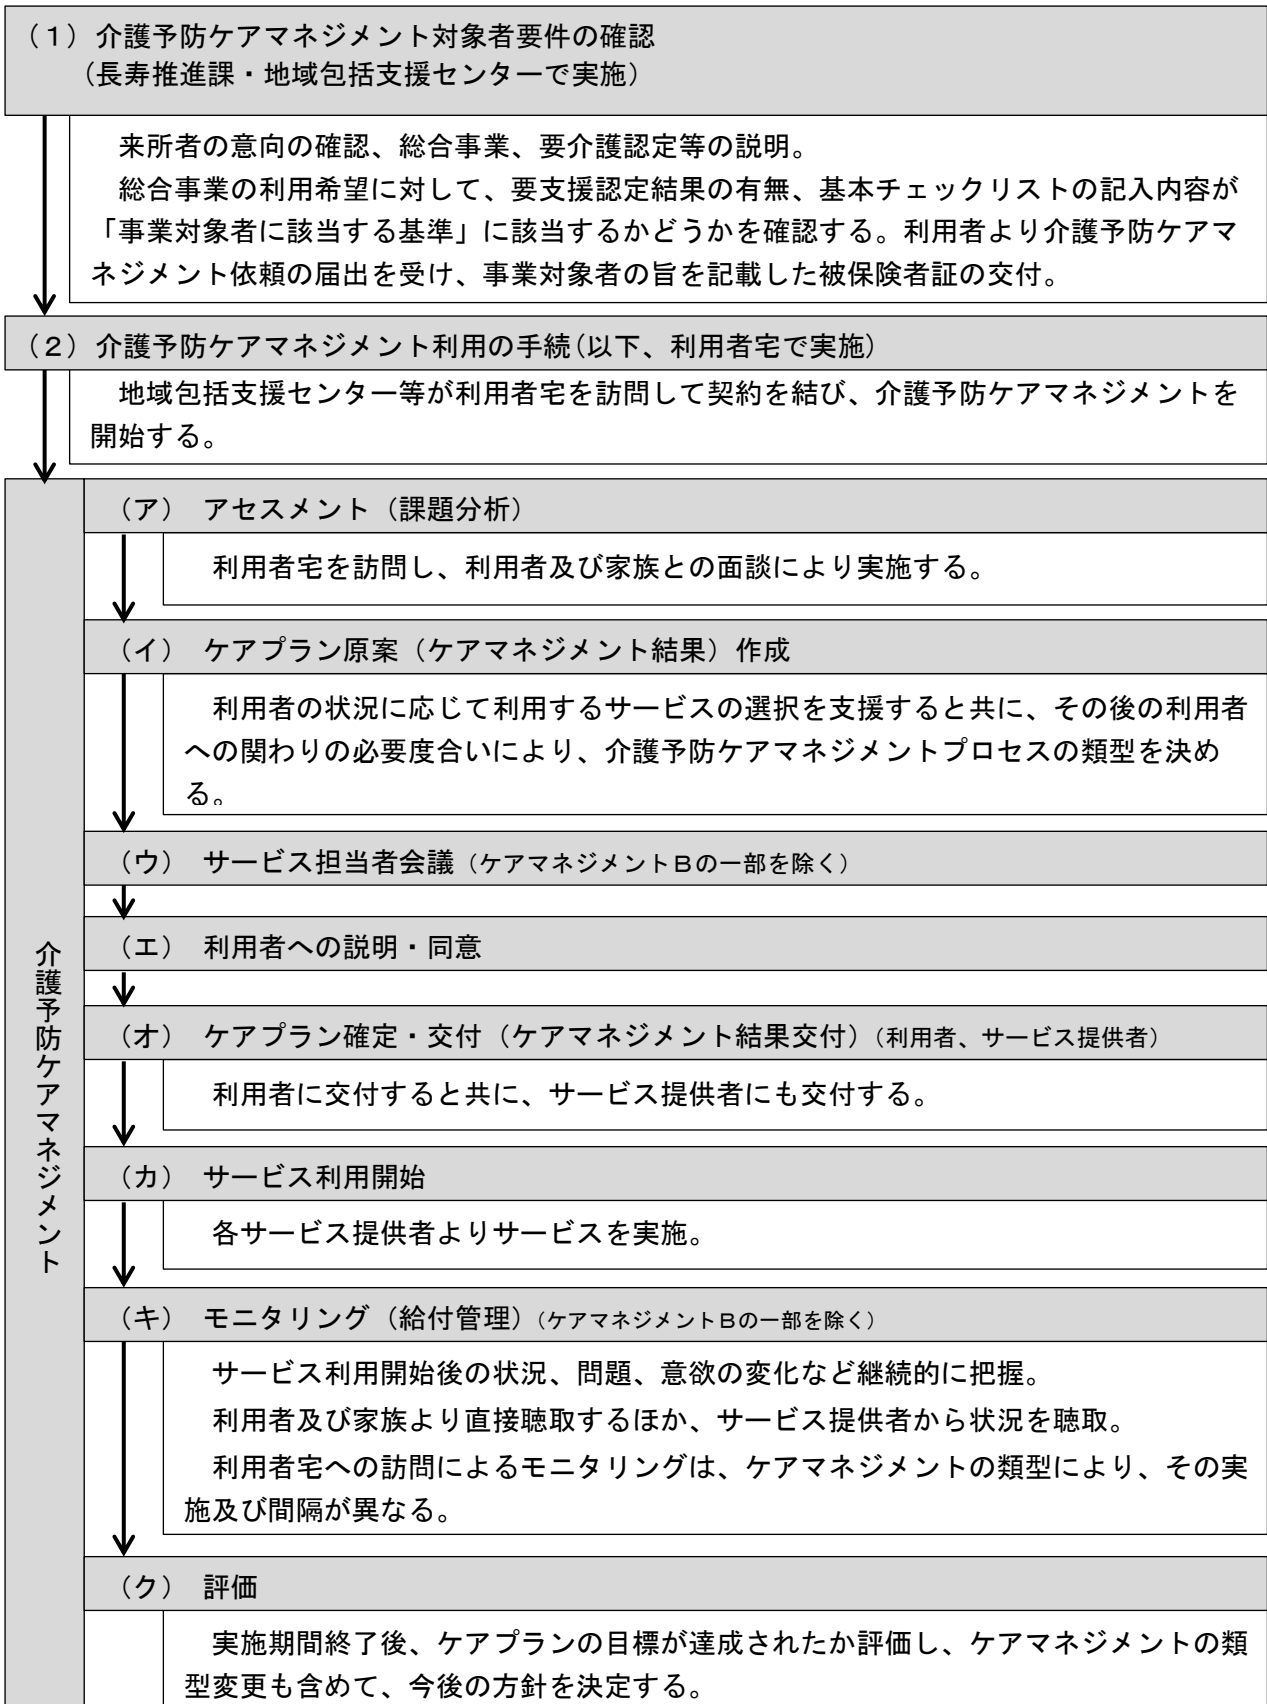 （１）介護予防ケアマネジメント対象者要件の確認
（長寿推進課・地域包括支援センターで実施）
来所者の意向の確認、総合事業、要介護認定等の説明。
総合事業の利用希望に対して、要支援認定結果の有無、基本チェックリストの記入内容が
「事業対象者に該当する基準」に該当するかどうかを確認する。利用者より介護予防ケアマ
ネジメント依頼の届出を受け、事業対象者の旨を記載した被保険者証の交付。
（２）介護予防ケアマネジメント利用の手続（以下、利用者宅で実施）
地域包括支援センター等が利用者宅を訪問して契約を結び、介護予防ケアマネジメントを
開始する。
介護予防ケアマネジメント
（ア） アセスメント（課題分析）
利用者宅を訪問し、利用者及び家族との面談により実施する。
（イ） ケアプラン原案（ケアマネジメント結果）作成
利用者の状況に応じて利用するサービスの選択を支援すると共に、その後の利用者
への関わりの必要度合いにより、介護予防ケアマネジメントプロセスの類型を決め
る。
（ウ） サービス担当者会議（ケアマネジメントＢの一部を除く）
（エ） 利用者への説明・同意
（オ） ケアプラン確定・交付（ケアマネジメント結果交付）（利用者、サービス提供者）
利用者に交付すると共に、サービス提供者にも交付する。
（カ） サービス利用開始
各サービス提供者よりサービスを実施。
（キ） モニタリング（給付管理）（ケアマネジメントＢの一部を除く）
サービス利用開始後の状況、問題、意欲の変化など継続的に把握。
利用者及び家族より直接聴取するほか、サービス提供者から状況を聴取。
利用者宅への訪問によるモニタリングは、ケアマネジメントの類型により、その実
施及び間隔が異なる。
（ク） 評価
実施期間終了後、ケアプランの目標が達成されたか評価し、ケアマネジメントの類
型変更も含めて、今後の方針を決定する。